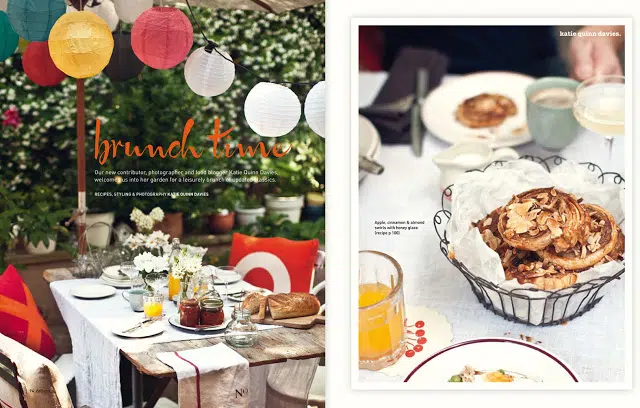 brunch time
Our new contributor, photographer and food blogger Katie Quinn Davies,
welcomes us into her garden for a leisurely brunch of updated classics.
RECIPES, STYLING & PHOTOGRAPHY KATIE QUINN DAVIES
katie quinn davies.
Apple, cinnamon & almond
swirls with honey glaze
(recipe p 100)